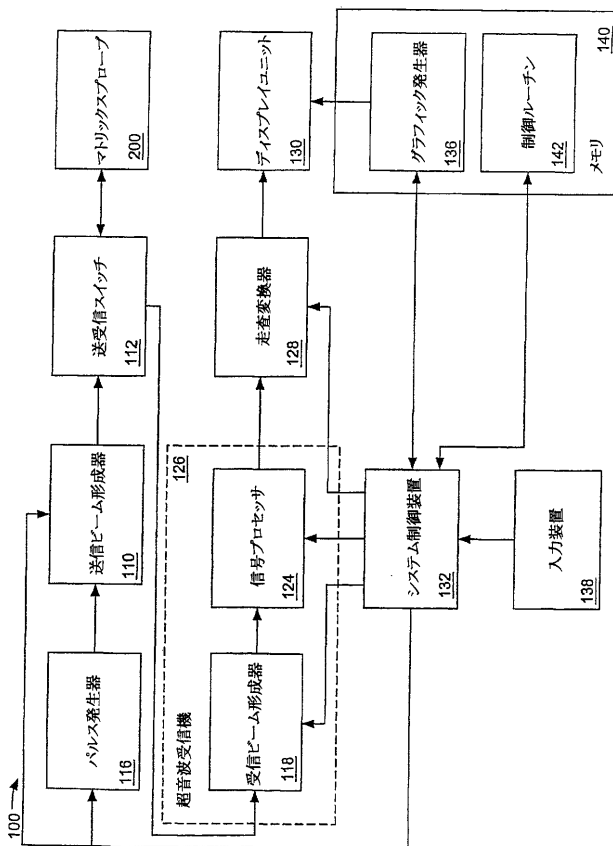 100
パルス発生器
116
送信ビーム形成器
110
送受信スイッチ
112
マトリックスプローブ
200
超音波受信機
126
受信ビーム形成器
118
信号プロセッサ
124
走査変換器
128
ディスプレイユニット
130
システム制御装置
132
グラフィック発生器
136
制御ルーチン
142
メモリ
140
入力装置
138